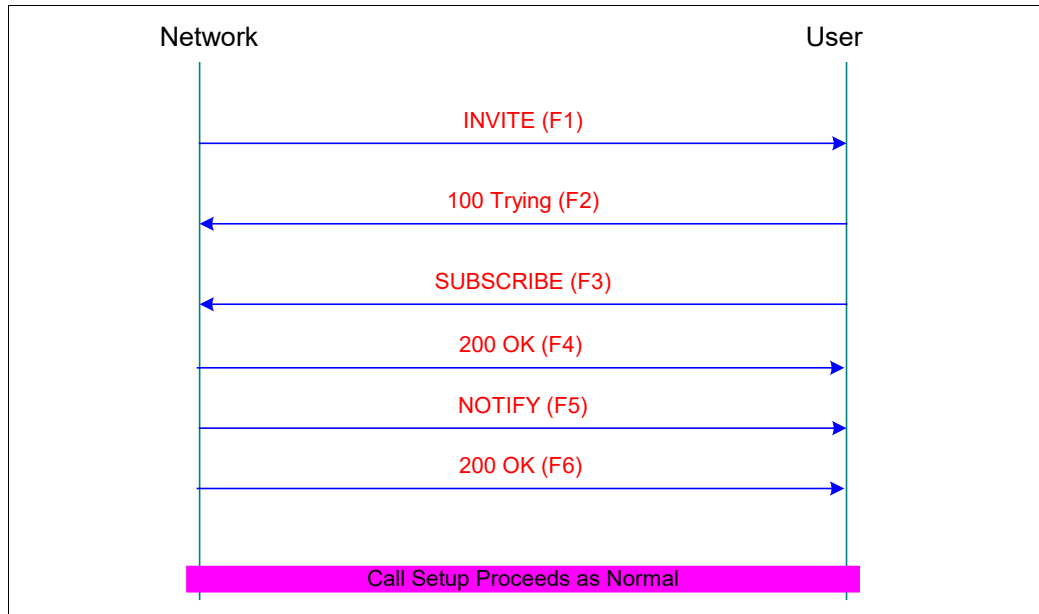 Network User
INVITE (F1)
100 Trying (F2)
SUBSCRIBE (F3)
200 OK (F4)
NOTIFY (F5)
200 OK (F6)
Call Setup Proceeds as Normal